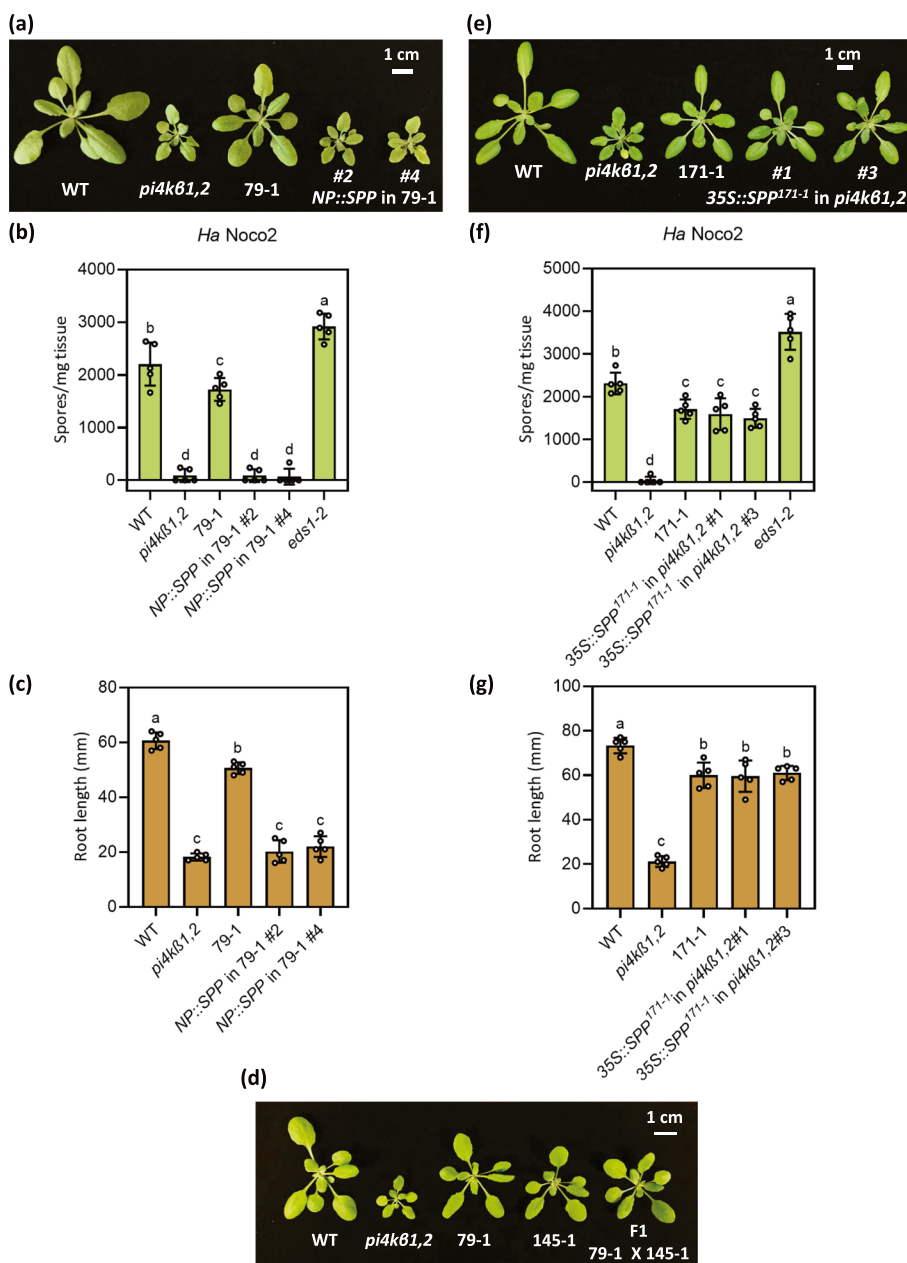 (a)
1 cm
WT
pi4kβ1,2
79-1
#2
#4
NP::SPP in 79-1
(e)
1 cm
WT
pi4kβ1,2
171-1
#1
#3
35S::SPP¹⁷¹⁻¹ in pi4kβ1,2
(b)
Ha Noco2
Spores/mg tissue
4000
3000
2000
1000
0
b
d
c
d
d
a
WT
pi4kβ1,2
79-1
NP::SPP in 79-1 #2
NP::SPP in 79-1 #4
eds1-2
(f)
Ha Noco2
Spores/mg tissue
5000
4000
3000
2000
1000
0
b
d
c
c
c
a
WT
pi4kβ1,2
171-1
35S::SPP¹⁷¹⁻¹ in pi4kβ1,2 #1
35S::SPP¹⁷¹⁻¹ in pi4kβ1,2 #3
eds1-2
(c)
Root length (mm)
80
60
40
20
0
a
c
b
c
c
WT
pi4kβ1,2
79-1
NP::SPP in 79-1 #2
NP::SPP in 79-1 #4
(g)
Root length (mm)
100
80
60
40
20
0
a
c
b
b
b
WT
pi4kβ1,2
171-1
35S::SPP¹⁷¹⁻¹ in pi4kβ1,2#1
35S::SPP¹⁷¹⁻¹ in pi4kβ1,2#3
(d)
1 cm
WT
pi4kβ1,2
79-1
145-1
F1
79-1 X 145-1